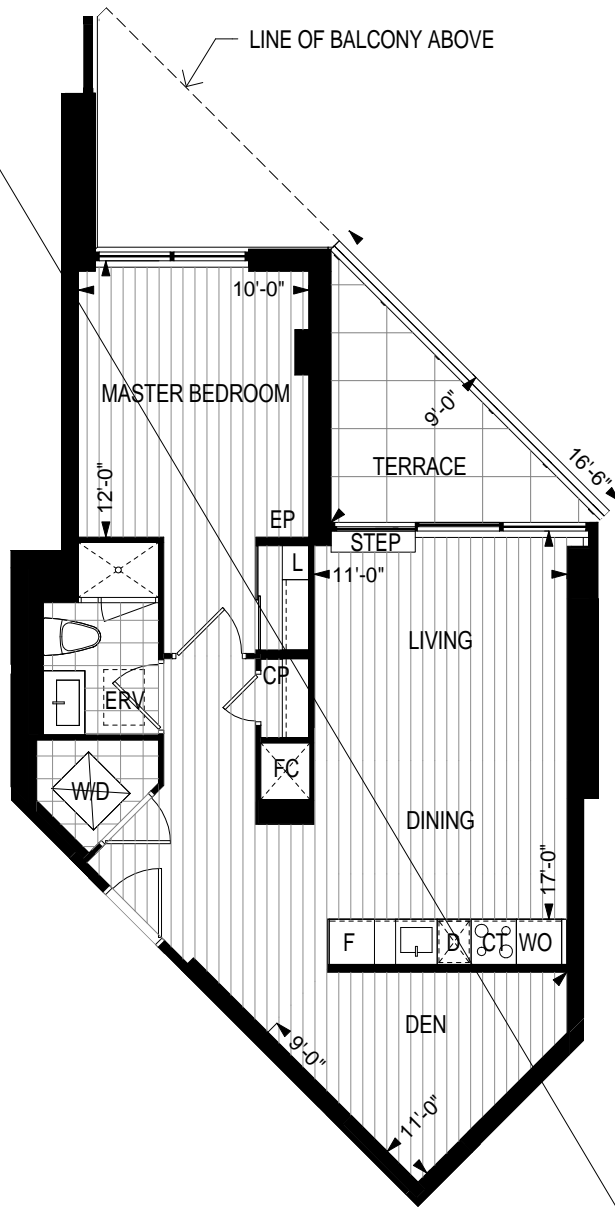 LINE OF BALCONY ABOVE
10'-0"
MASTER BEDROOM
9'-0"
16'-6"
TERRACE
12'-0"
EP
STEP
L
11'-0"
LIVING
CP
ERV
FC
W/D
DINING
17'-0"
F
D
CT
WO
DEN
9'-0"
11'-0"